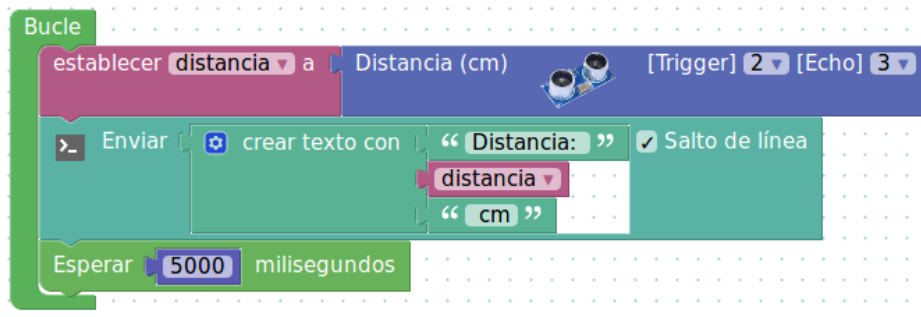 Bucle
establecer distancia ▾ a Distancia (cm) [Trigger] 2 ▾ [Echo] 3 ▾
>_ Enviar crear texto con “ Distancia: ” ✓ Salto de línea
distancia ▾
“ cm ”
Esperar 5000 milisegundos